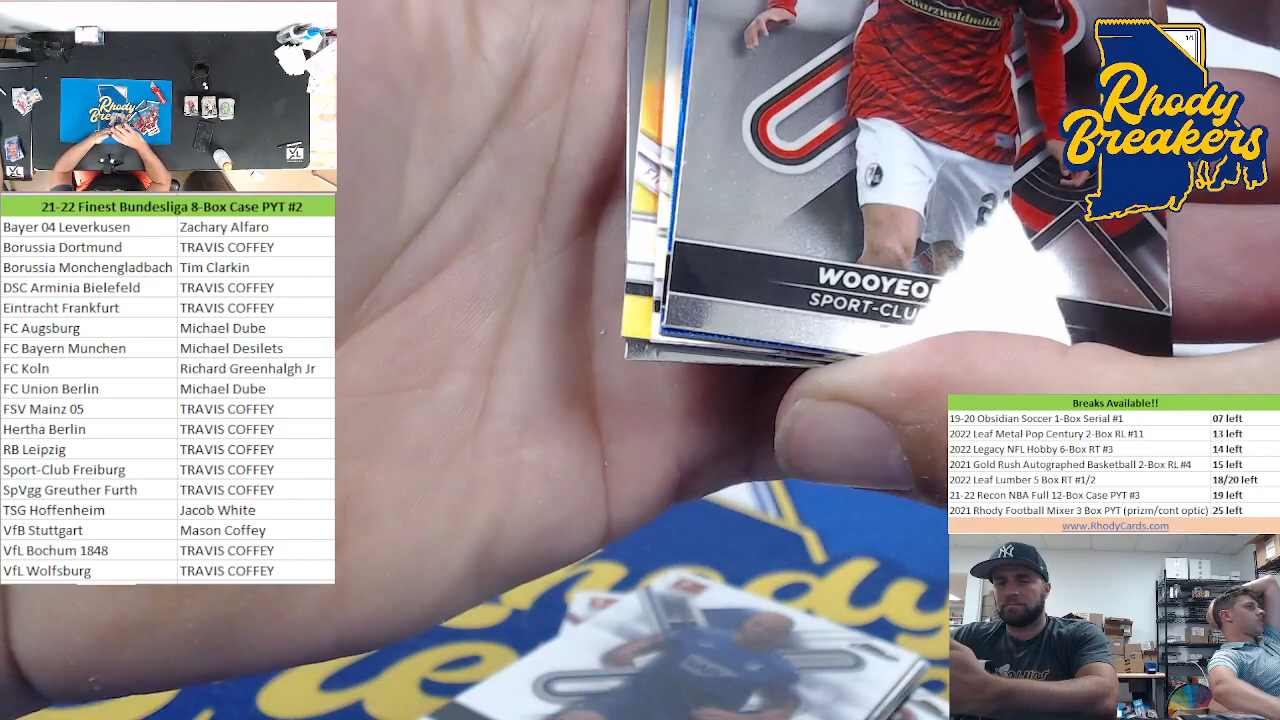 Rhody
Breakers
21-22 Finest Bundesliga 8-Box Case PYT #2
Bayer 04 Leverkusen Zachary Alfaro
Borussia Dortmund TRAVIS COFFEY
Borussia Monchengladbach Tim Clarkin
DSC Arminia Bielefeld TRAVIS COFFEY
Eintracht Frankfurt TRAVIS COFFEY
FC Augsburg Michael Dube
FC Bayern Munchen Michael Desilets
FC Koln Richard Greenhalgh Jr
FC Union Berlin Michael Dube
FSV Mainz 05 TRAVIS COFFEY
Hertha Berlin TRAVIS COFFEY
RB Leipzig TRAVIS COFFEY
Sport-Club Freiburg TRAVIS COFFEY
SpVgg Greuther Furth TRAVIS COFFEY
TSG Hoffenheim Jacob White
VfB Stuttgart Mason Coffey
VfL Bochum 1848 TRAVIS COFFEY
VfL Wolfsburg TRAVIS COFFEY
WOOYEO
SPORT-CLU
1/1
Rhody
Breakers
Breaks Available!!
19-20 Obsidian Soccer 1-Box Serial #1 07 left
2022 Leaf Metal Pop Century 2-Box RL #11 13 left
2022 Legacy NFL Hobby 6-Box RT #3 14 left
2021 Gold Rush Autographed Basketball 2-Box RL #4 15 left
2022 Leaf Lumber 5 Box RT #1/2 18/20 left
21-22 Recon NBA Full 12-Box Case PYT #3 19 left
2021 Rhody Football Mixer 3 Box PYT (prizm/cont optic) 25 left
www.RhodyCards.com